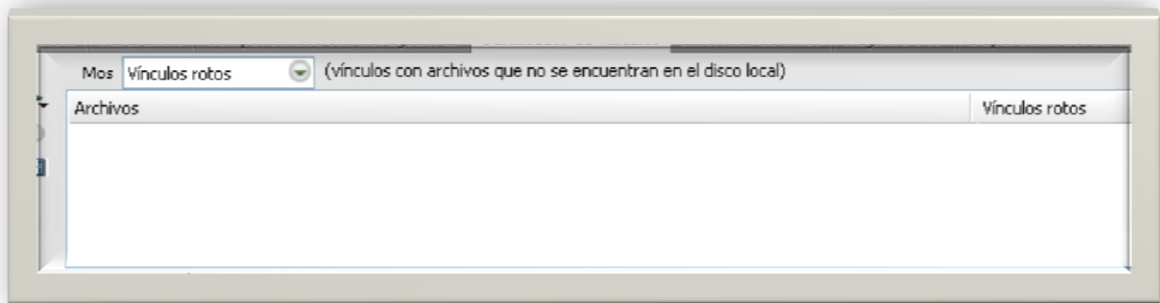 Mos Vínculos rotos (vínculos con archivos que no se encuentran en el disco local)
Archivos Vínculos rotos